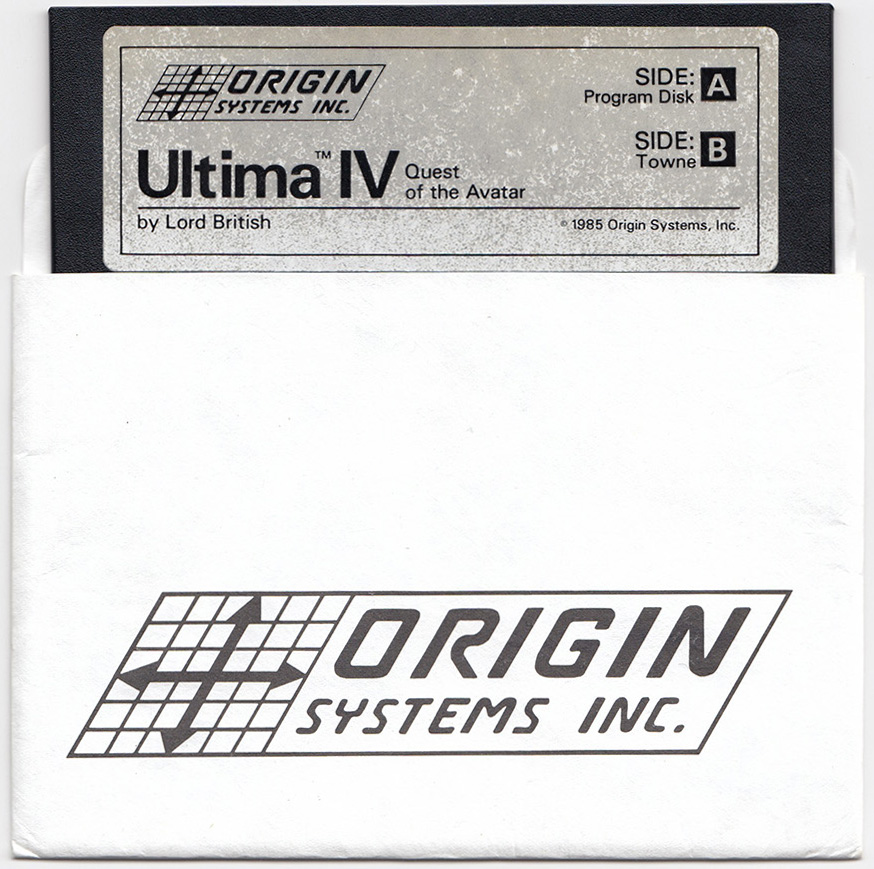 ORIGIN
SYSTEMS INC.
SIDE: A
Program Disk
SIDE: B
Towne
Ultima™ IV Quest
of the Avatar
by Lord British
© 1985 Origin Systems, Inc.
ORIGIN
SYSTEMS INC.